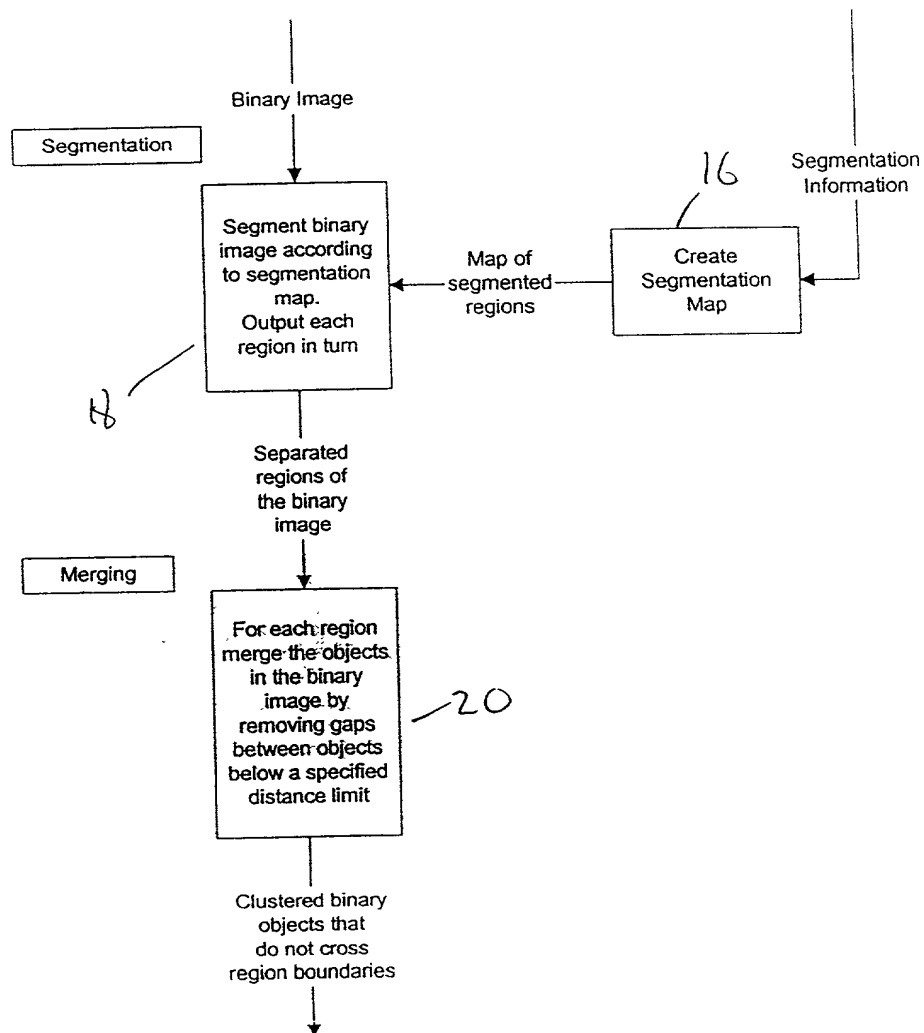 Binary Image
Segmentation
Segmentation
Information
16
Segment binary
image according
to segmentation
map.
Output each
region in turn
Map of
segmented
regions
Create
Segmentation
Map
18
Separated
regions of
the binary
image
Merging
For each region
merge the objects
in the binary
image by
removing gaps
between objects
below a specified
distance limit
20
Clustered binary
objects that
do not cross
region boundaries